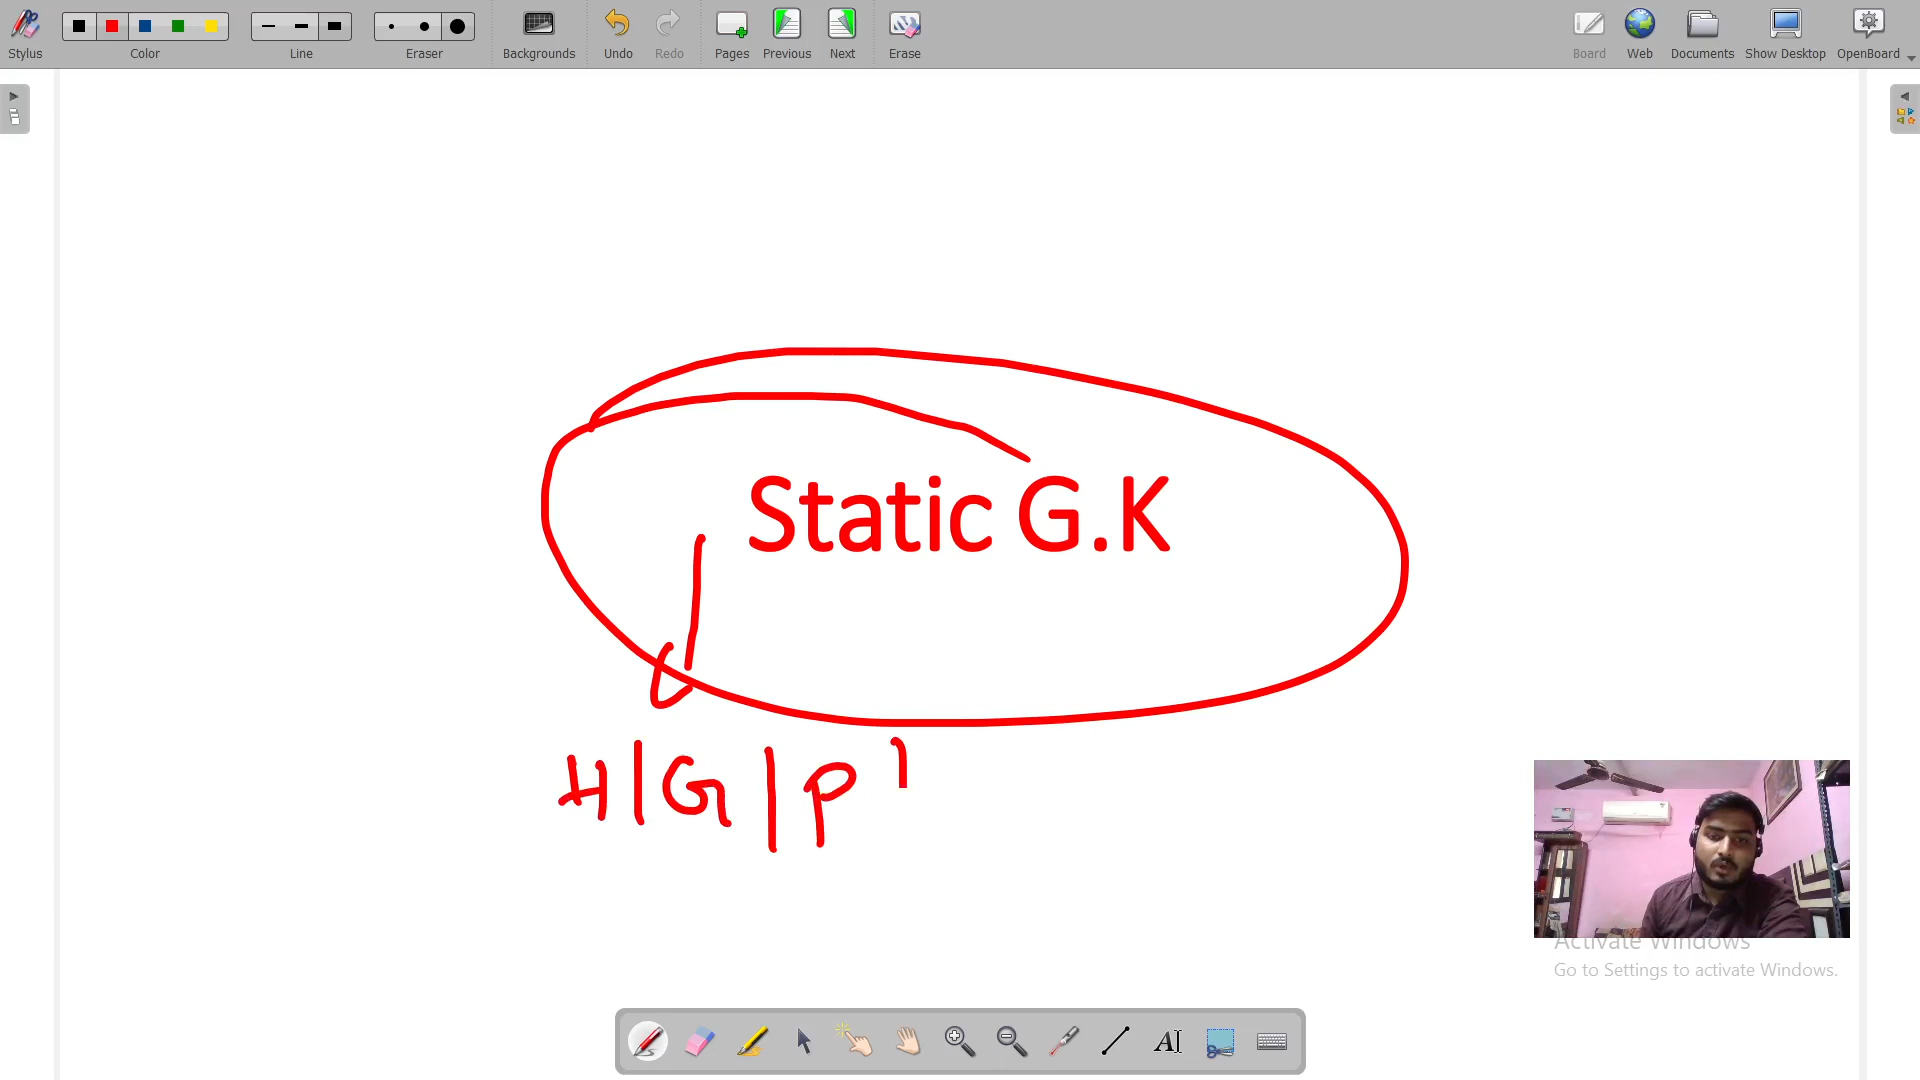 Stylus Color Line Eraser Backgrounds Undo Redo Pages Previous Next Erase Board Web Documents Show Desktop OpenBoard
Static G.K
H|G|P
Activate Windows
Go to Settings to activate Windows.
AI